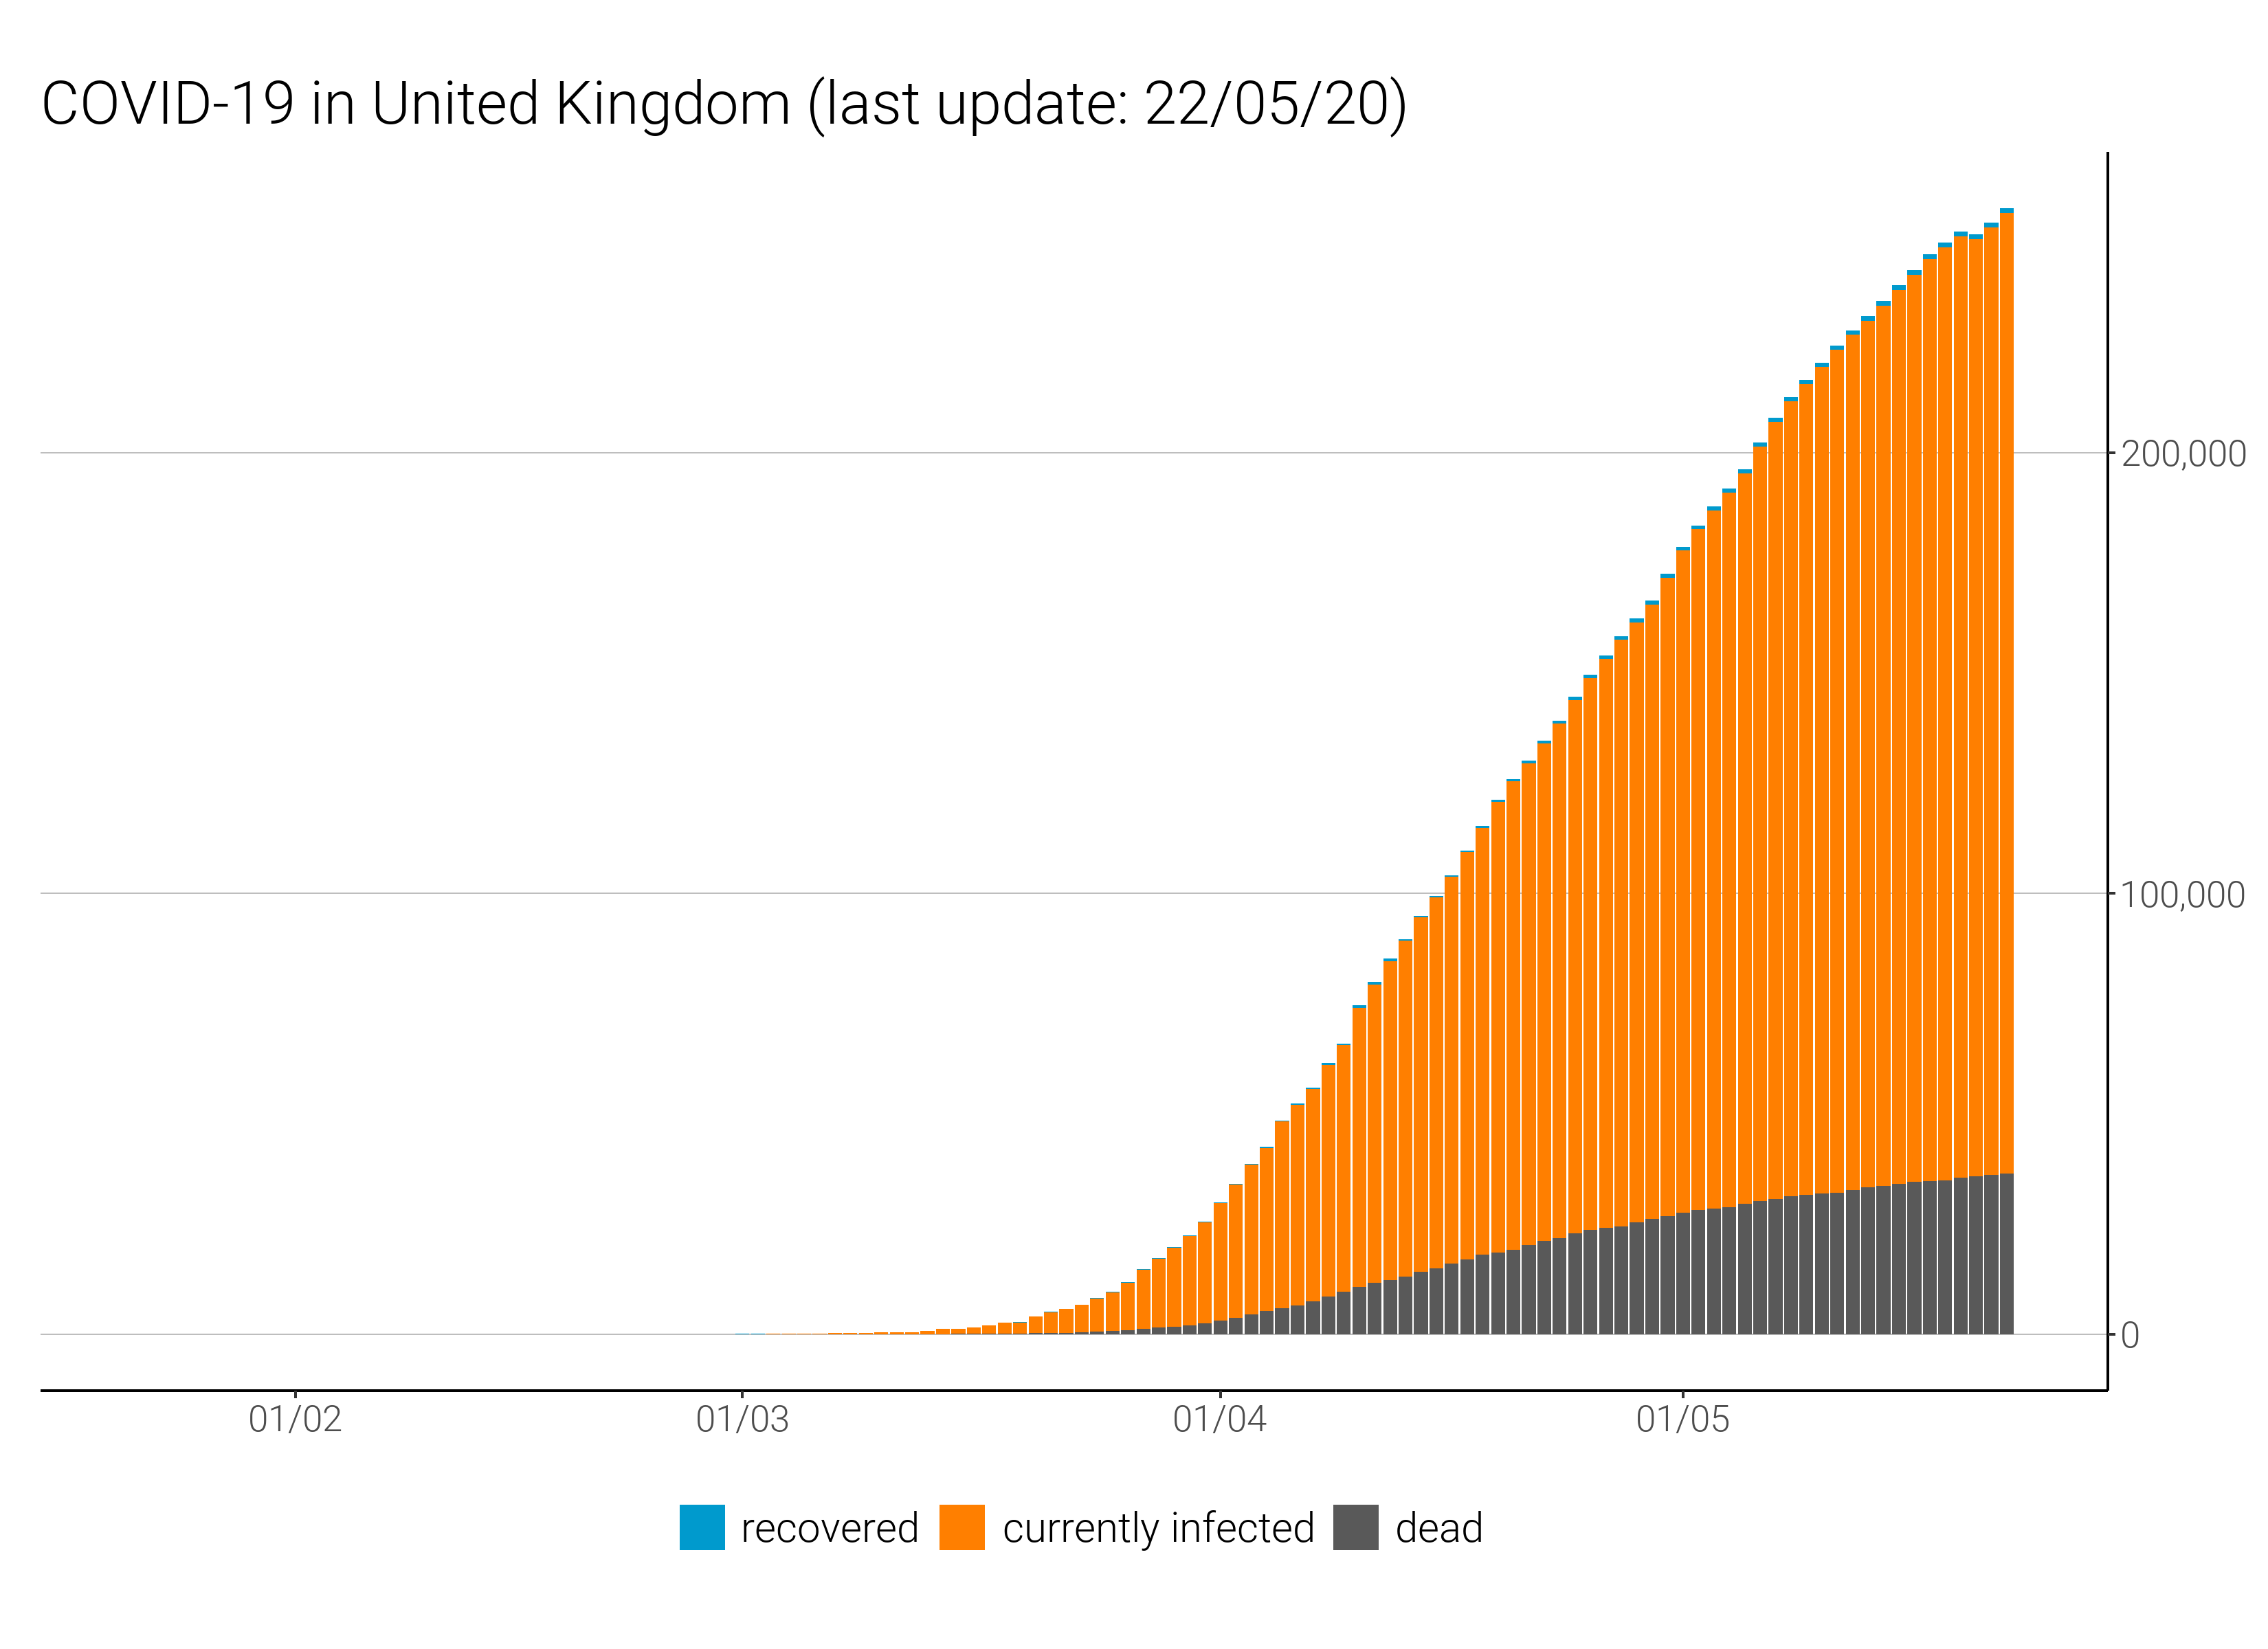 COVID-19 in United Kingdom (last update: 22/05/20)
200,000
100,000
0
01/02 01/03 01/04 01/05
recovered currently infected dead